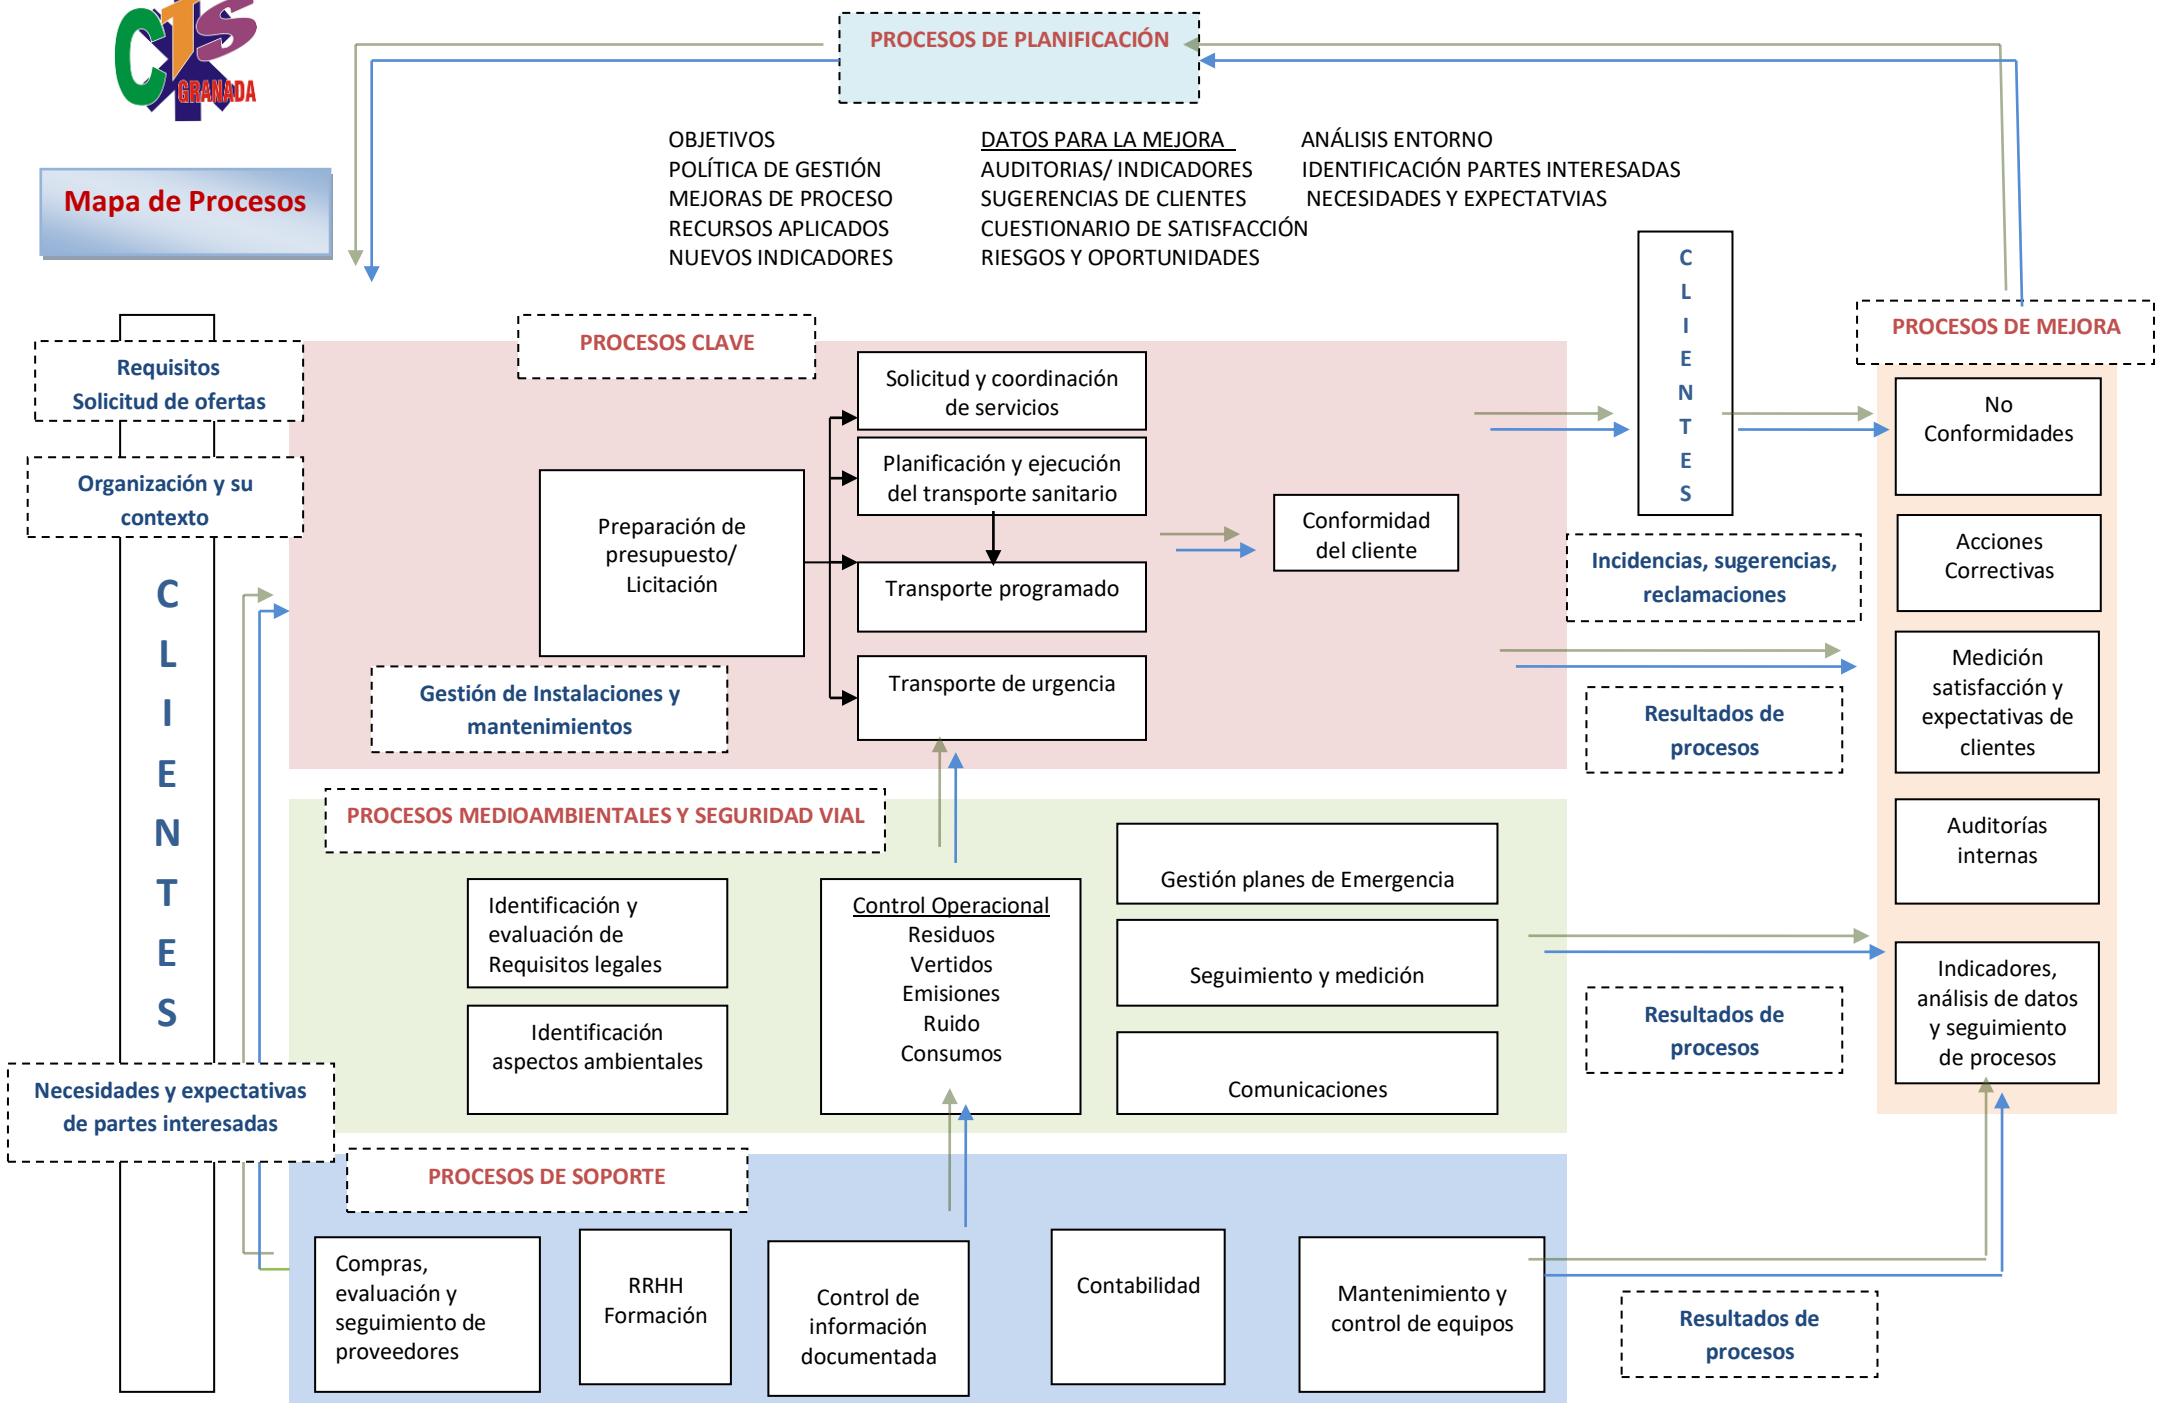 CTS
GRANADA
PROCESOS DE PLANIFICACIÓN
Mapa de Procesos
OBJETIVOS
POLÍTICA DE GESTIÓN
MEJORAS DE PROCESO
RECURSOS APLICADOS
NUEVOS INDICADORES
DATOS PARA LA MEJORA
AUDITORIAS/ INDICADORES
SUGERENCIAS DE CLIENTES
CUESTIONARIO DE SATISFACCIÓN
RIESGOS Y OPORTUNIDADES
ANÁLISIS ENTORNO
IDENTIFICACIÓN PARTES INTERESADAS
NECESIDADES Y EXPECTATVIAS
Requisitos
Solicitud de ofertas
Organización y su
contexto
C
L
I
E
N
T
E
S
Necesidades y expectativas
de partes interesadas
PROCESOS CLAVE
Preparación de
presupuesto/
Licitación
Solicitud y coordinación
de servicios
Planificación y ejecución
del transporte sanitario
Transporte programado
Transporte de urgencia
Conformidad
del cliente
Gestión de Instalaciones y
mantenimientos
C
L
I
E
N
T
E
S
Incidencias, sugerencias,
reclamaciones
Resultados de
procesos
PROCESOS DE MEJORA
No
Conformidades
Acciones
Correctivas
Medición
satisfacción y
expectativas de
clientes
Auditorías
internas
Indicadores,
análisis de datos
y seguimiento
de procesos
PROCESOS MEDIOAMBIENTALES Y SEGURIDAD VIAL
Identificación y
evaluación de
Requisitos legales
Identificación
aspectos ambientales
Control Operacional
Residuos
Vertidos
Emisiones
Ruido
Consumos
Gestión planes de Emergencia
Seguimiento y medición
Comunicaciones
Resultados de
procesos
PROCESOS DE SOPORTE
Compras,
evaluación y
seguimiento de
proveedores
RRHH
Formación
Control de
información
documentada
Contabilidad
Mantenimiento y
control de equipos
Resultados de
procesos